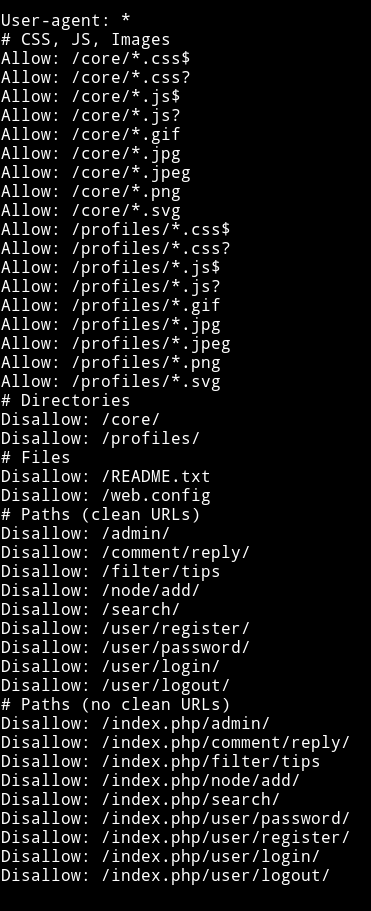 User-agent: *
# CSS, JS, Images
Allow: /core/*.css$
Allow: /core/*.css?
Allow: /core/*.js$
Allow: /core/*.js?
Allow: /core/*.gif
Allow: /core/*.jpg
Allow: /core/*.jpeg
Allow: /core/*.png
Allow: /core/*.svg
Allow: /profiles/*.css$
Allow: /profiles/*.css?
Allow: /profiles/*.js$
Allow: /profiles/*.js?
Allow: /profiles/*.gif
Allow: /profiles/*.jpg
Allow: /profiles/*.jpeg
Allow: /profiles/*.png
Allow: /profiles/*.svg
# Directories
Disallow: /core/
Disallow: /profiles/
# Files
Disallow: /README.txt
Disallow: /web.config
# Paths (clean URLs)
Disallow: /admin/
Disallow: /comment/reply/
Disallow: /filter/tips
Disallow: /node/add/
Disallow: /search/
Disallow: /user/register/
Disallow: /user/password/
Disallow: /user/login/
Disallow: /user/logout/
# Paths (no clean URLs)
Disallow: /index.php/admin/
Disallow: /index.php/comment/reply/
Disallow: /index.php/filter/tips
Disallow: /index.php/node/add/
Disallow: /index.php/search/
Disallow: /index.php/user/password/
Disallow: /index.php/user/register/
Disallow: /index.php/user/login/
Disallow: /index.php/user/logout/